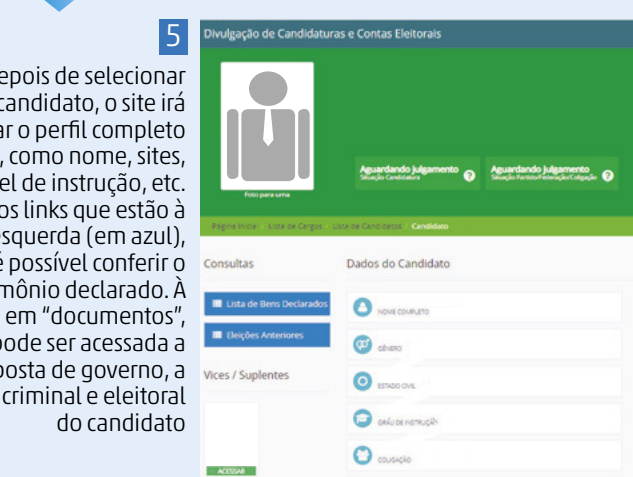 5
epois de selecionar
candidato, o site irá
ar o perfil completo
, como nome, sites,
el de instrução, etc.
os links que estão à
esquerda (em azul),
é possível conferir o
mônio declarado. À
em “documentos”,
pode ser acessada a
posta de governo, a
criminal e eleitoral
do candidato
Divulgação de Candidaturas e Contas Eleitorais
Foto para urna
Aguardando julgamento
Situação Candidatura
?
Aguardando julgamento
Situação Partido/Federação/Coligação
?
Página Inicial Lista de Cargos Lista de Candidatos Candidato
Consultas
Lista de Bens Declarados
Eleições Anteriores
Vices / Suplentes
ACESSAR
Dados do Candidato
NOME COMPLETO
GÊNERO
ESTADO CIVIL
GRAU DE INSTRUÇÃO
COLIGAÇÃO